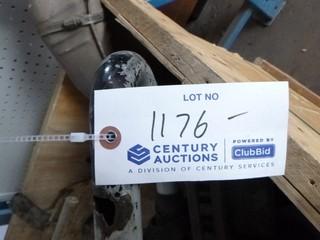 LOT NO
1176 -
CENTURY AUCTIONS
POWERED BY
ClubBid
A DIVISION OF CENTURY SERVICES